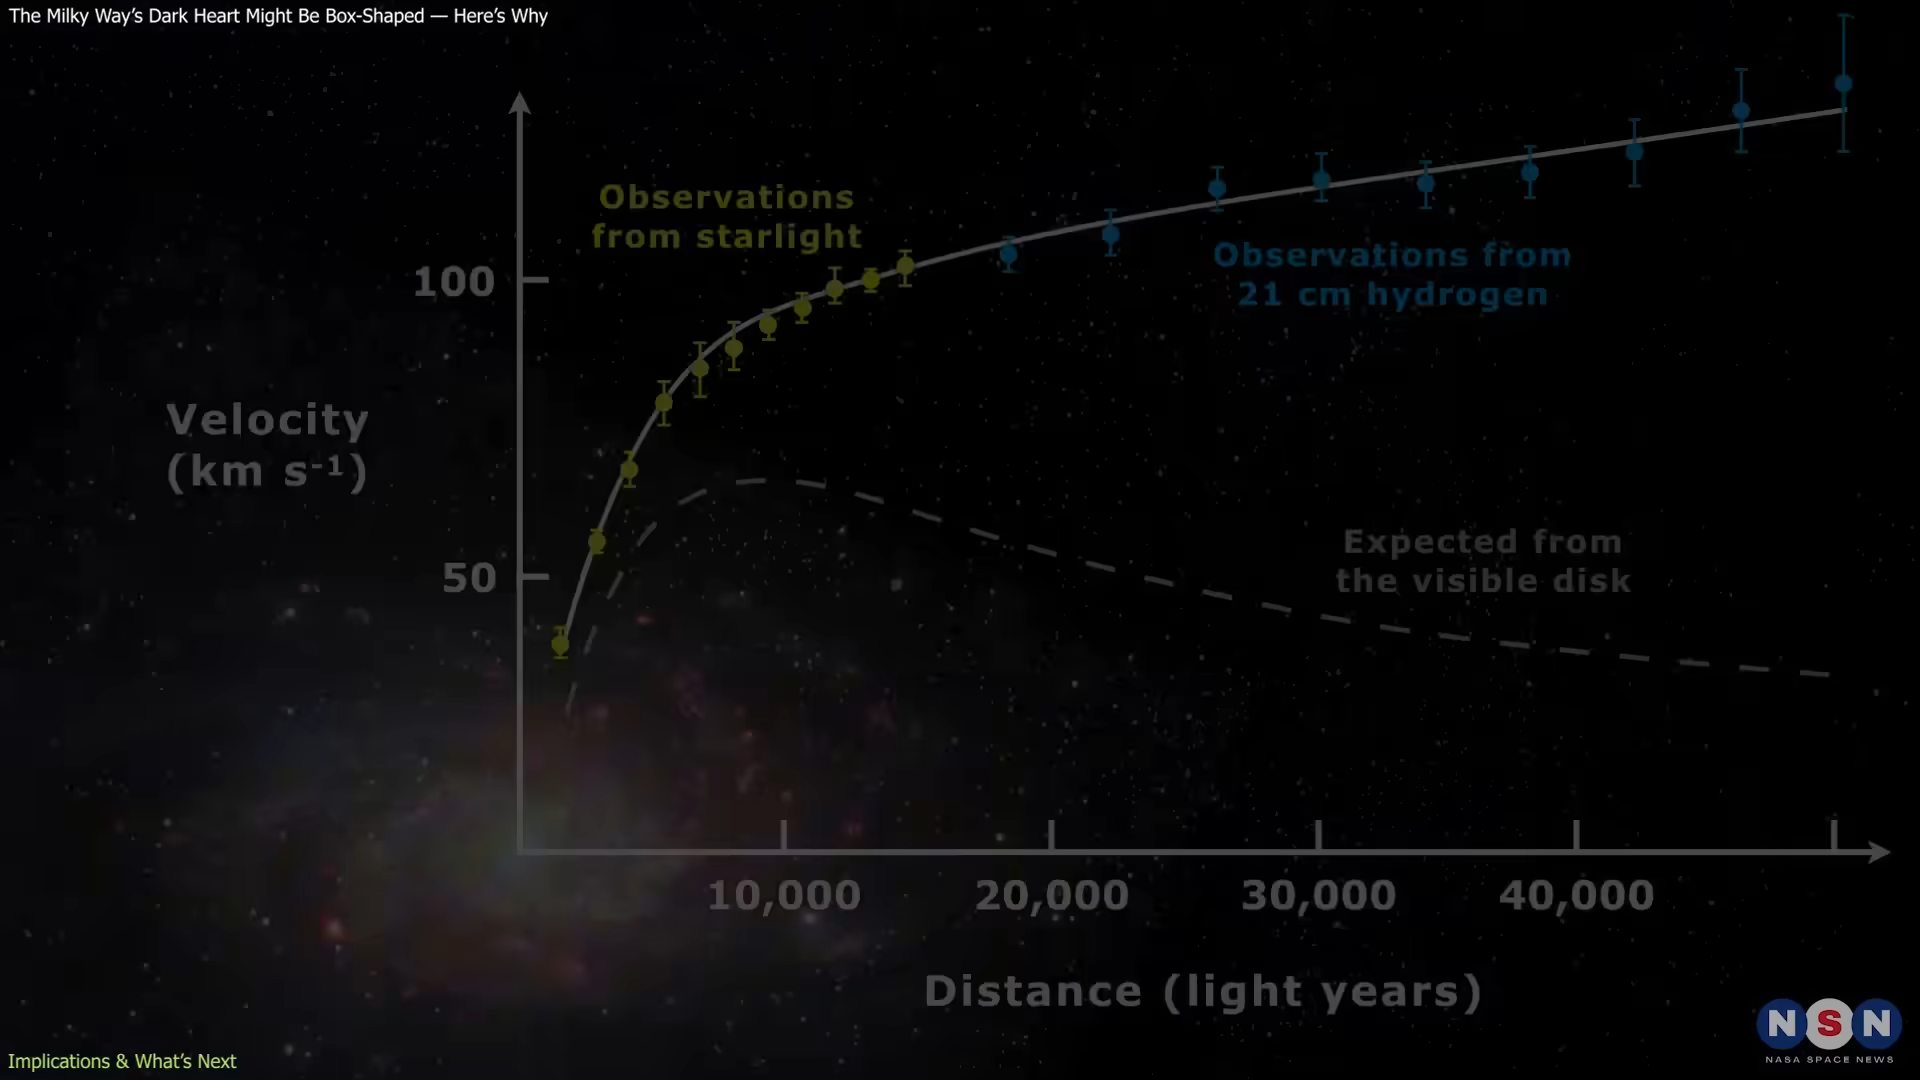 The Milky Way’s Dark Heart Might Be Box-Shaped — Here’s Why
Observations
from starlight
100
Observations from
21 cm hydrogen
Velocity
(km s⁻¹)
50
Expected from
the visible disk
10,000
20,000
30,000
40,000
Distance (light years)
NSN
NASA SPACE NEWS
Implications & What’s Next